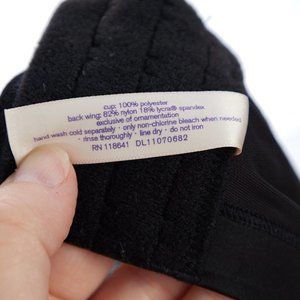 cup: 100% polyester
back wing: 82% nylon 18% lycra® spandex
exclusive of ornamentation
hand wash cold separately · only non-chlorine bleach when needed
· rinse thoroughly · line dry · do not iron
RN 118641 DL11070682